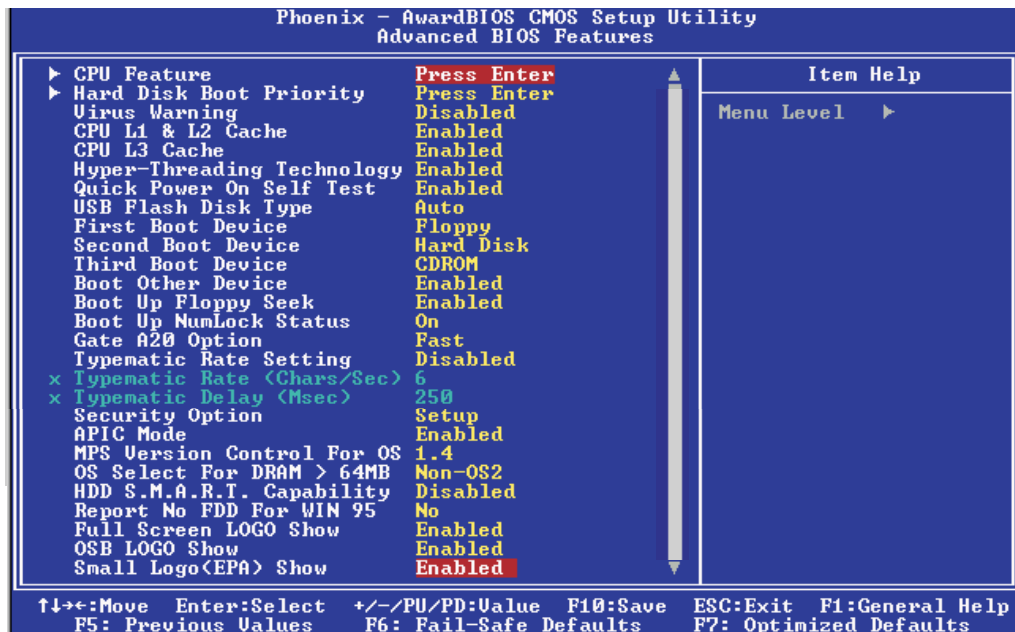 Phoenix - AwardBIOS CMOS Setup Utility
Advanced BIOS Features
► CPU Feature Press Enter
► Hard Disk Boot Priority Press Enter
Virus Warning Disabled
CPU L1 & L2 Cache Enabled
CPU L3 Cache Enabled
Hyper-Threading Technology Enabled
Quick Power On Self Test Enabled
USB Flash Disk Type Auto
First Boot Device Floppy
Second Boot Device Hard Disk
Third Boot Device CDROM
Boot Other Device Enabled
Boot Up Floppy Seek Enabled
Boot Up NumLock Status On
Gate A20 Option Fast
Typematic Rate Setting Disabled
x Typematic Rate (Chars/Sec) 6
x Typematic Delay (Msec) 250
Security Option Setup
APIC Mode Enabled
MPS Version Control For OS 1.4
OS Select For DRAM > 64MB Non-OS2
HDD S.M.A.R.T. Capability Disabled
Report No FDD For WIN 95 No
Full Screen LOGO Show Enabled
OSB LOGO Show Enabled
Small Logo(EPA) Show Enabled
Item Help
Menu Level ►
↑↓→←:Move Enter:Select +/-/PU/PD:Value F10:Save ESC:Exit F1:General Help
F5: Previous Values F6: Fail-Safe Defaults F7: Optimized Defaults